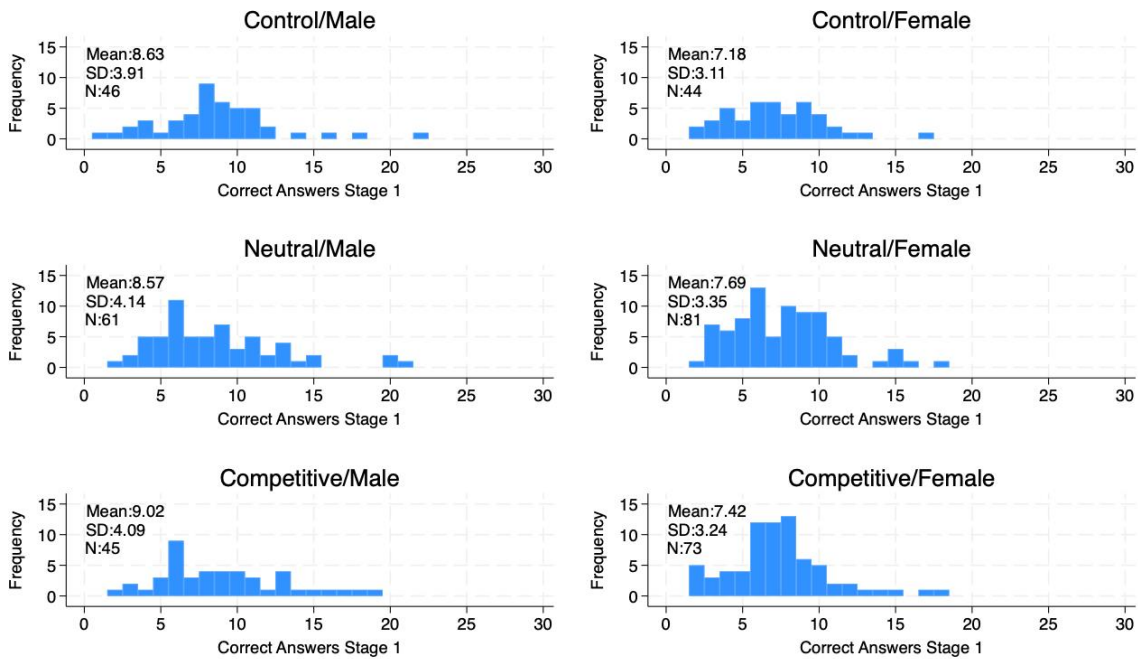 Control/Male
Mean:8.63
SD:3.91
N:46
Frequency
15
10
5
0
0 5 10 15 20 25 30
Correct Answers Stage 1
Control/Female
Mean:7.18
SD:3.11
N:44
Frequency
15
10
5
0
0 5 10 15 20 25 30
Correct Answers Stage 1
Neutral/Male
Mean:8.57
SD:4.14
N:61
Frequency
15
10
5
0
0 5 10 15 20 25 30
Correct Answers Stage 1
Neutral/Female
Mean:7.69
SD:3.35
N:81
Frequency
15
10
5
0
0 5 10 15 20 25 30
Correct Answers Stage 1
Competitive/Male
Mean:9.02
SD:4.09
N:45
Frequency
15
10
5
0
0 5 10 15 20 25 30
Correct Answers Stage 1
Competitive/Female
Mean:7.42
SD:3.24
N:73
Frequency
15
10
5
0
0 5 10 15 20 25 30
Correct Answers Stage 1